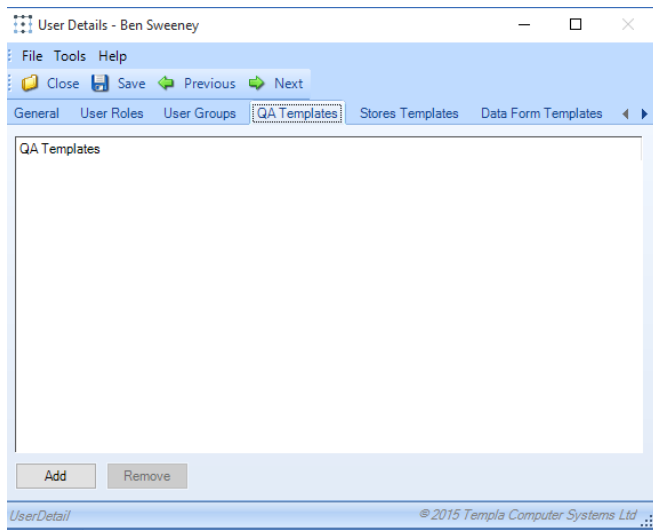 User Details - Ben Sweeney
File Tools Help
Close Save Previous Next
General User Roles User Groups QA Templates Stores Templates Data Form Templates
QA Templates
Add Remove
UserDetail © 2015 Templa Computer Systems Ltd